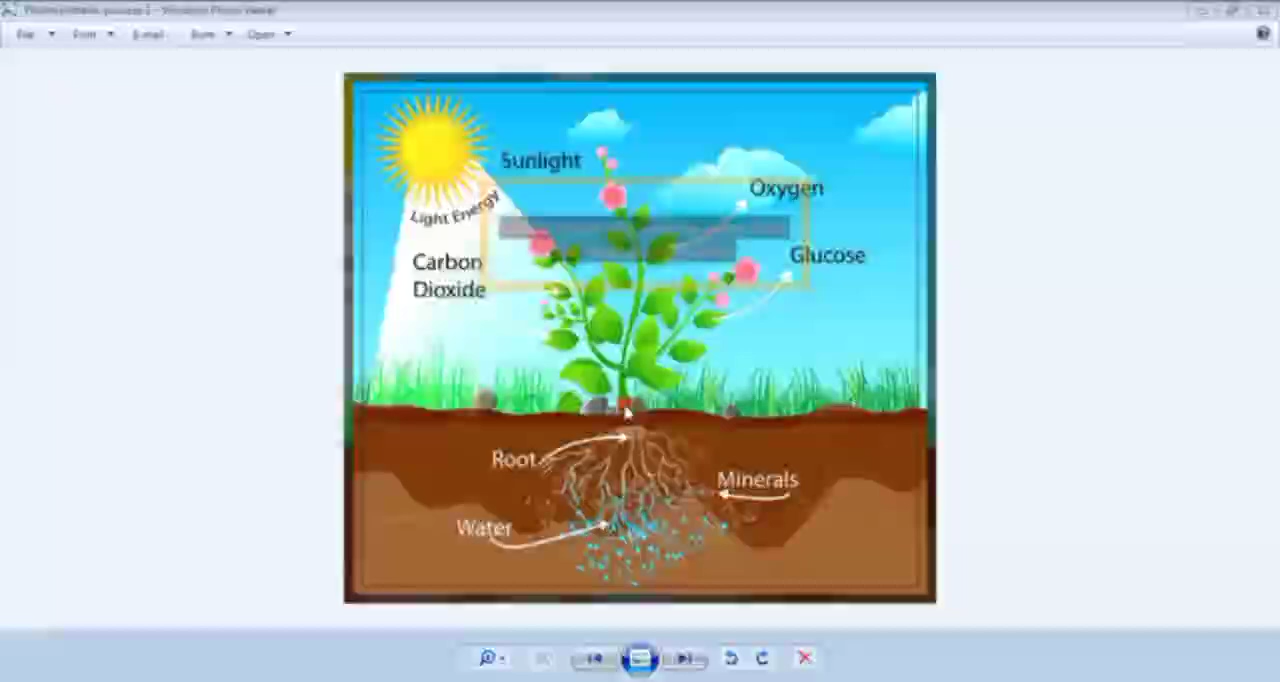 File Print E-mail Burn Open
Sunlight
Oxygen
Light Energy
Glucose
Carbon
Dioxide
Root
Minerals
Water